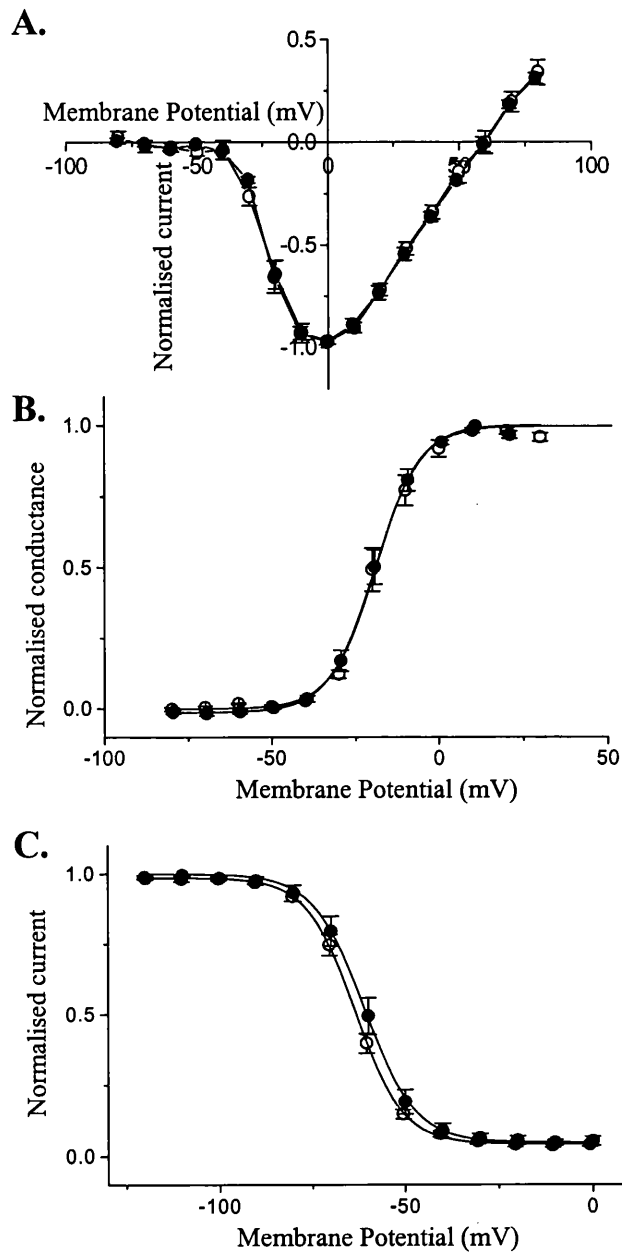 A.
0.5
Membrane Potential (mV)
0.0
-100
-50
0
50
100
Normalised current
-0.5
-1.0
B.
1.0
Normalised conductance
0.5
0.0
-100
-50
0
50
Membrane Potential (mV)
C.
1.0
Normalised current
0.5
0.0
-100
-50
0
Membrane Potential (mV)